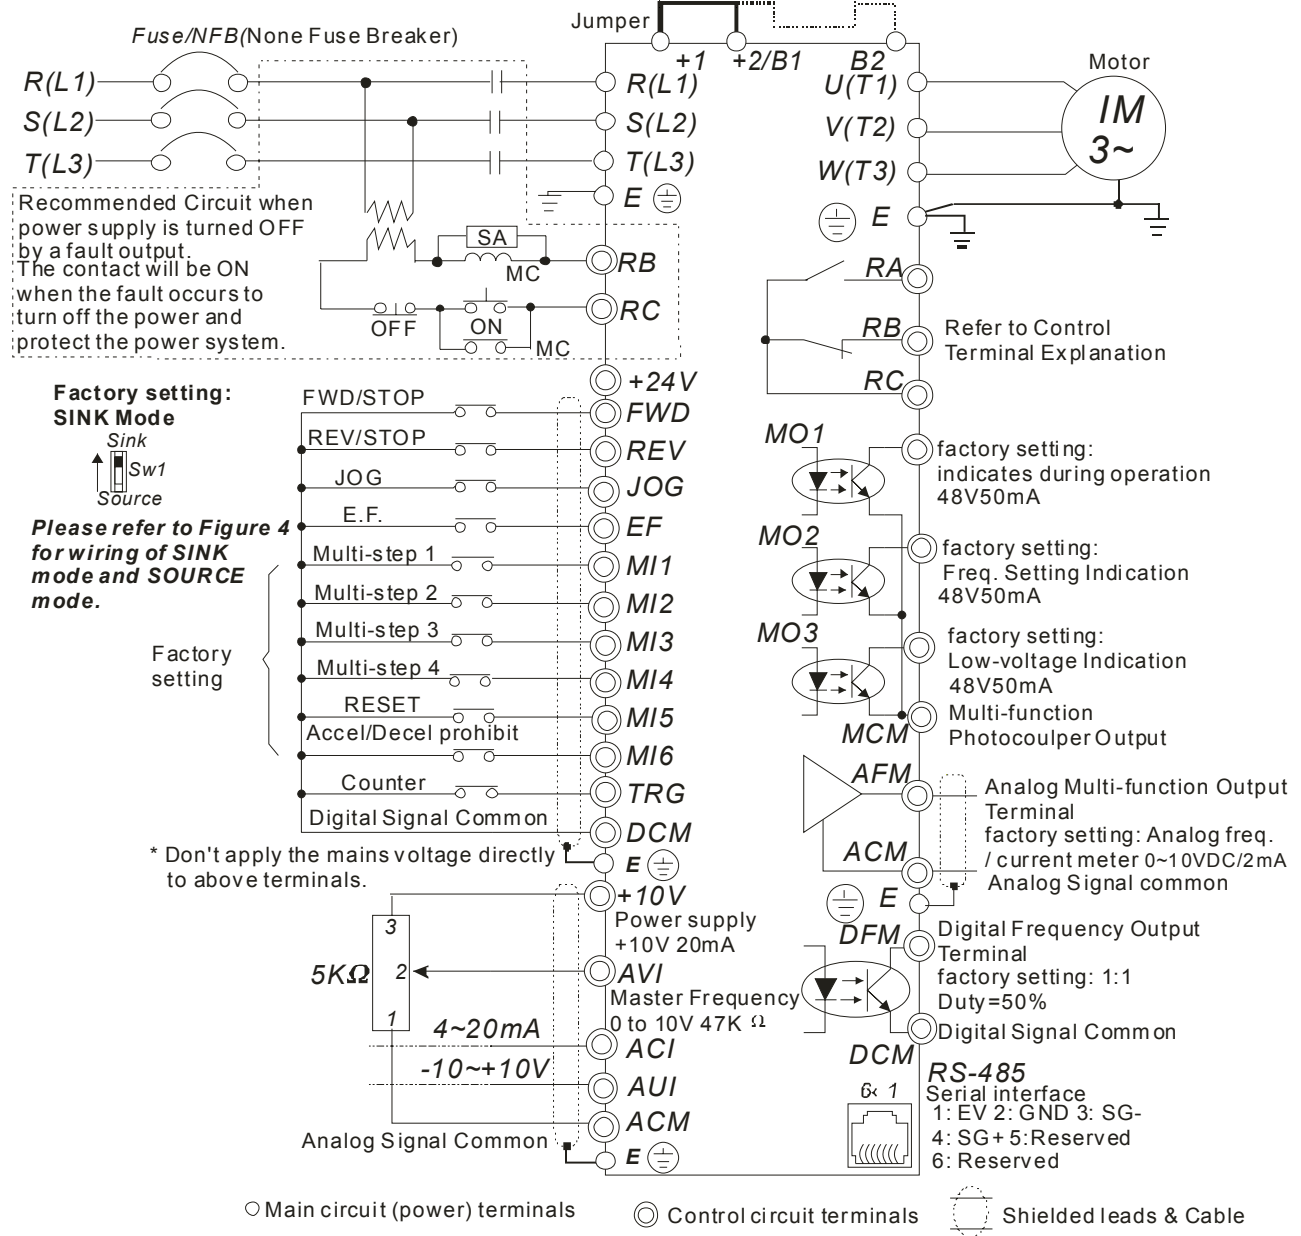 Jumper
Fuse/NFB(None Fuse Breaker)
+1
+2/B1
B2
Motor
R(L1)
R(L1)
U(T1)
IM
3~
S(L2)
S(L2)
V(T2)
T(L3)
T(L3)
W(T3)
E
E
Recommended Circuit when
power supply is turned OFF
by a fault output.
The contact will be ON
when the fault occurs to
turn off the power and
protect the power system.
SA
MC
RB
OFF
ON
MC
RC
RA
RB
RC
Refer to Control
Terminal Explanation
Factory setting:
SINK Mode
Sink
Sw1
Source
Please refer to Figure 4
for wiring of SINK
mode and SOURCE
mode.
Factory
setting
+24V
FWD/STOP
FWD
REV/STOP
REV
JOG
JOG
E.F.
EF
Multi-step 1
MI1
Multi-step 2
MI2
Multi-step 3
MI3
Multi-step 4
MI4
RESET
MI5
Accel/Decel prohibit
MI6
Counter
TRG
Digital Signal Common
DCM
* Don't apply the mains voltage directly
to above terminals.
E
MO1
factory setting:
indicates during operation
48V50mA
MO2
factory setting:
Freq. Setting Indication
48V50mA
MO3
factory setting:
Low-voltage Indication
48V50mA
MCM
Multi-function
Photocoulper Output
AFM
Analog Multi-function Output
Terminal
factory setting: Analog freq.
/ current meter 0~10VDC/2mA
ACM
Analog Signal common
E
+10V
Power supply
+10V 20mA
3
2
1
5KΩ
AVI
Master Frequency
0 to 10V 47K Ω
4~20mA
ACI
-10~+10V
AUI
ACM
Analog Signal Common
E
DFM
Digital Frequency Output
Terminal
factory setting: 1:1
Duty=50%
DCM
Digital Signal Common
RS-485
Serial interface
6‹ 1
1: EV 2: GND 3: SG-
4: SG+ 5:Reserved
6: Reserved
Main circuit (power) terminals
Control circuit terminals
Shielded leads & Cable